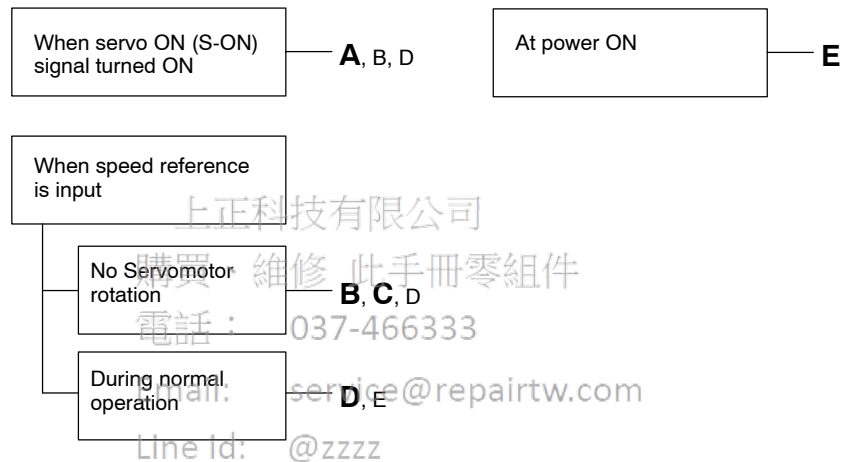 When servo ON (S-ON)
signal turned ON
A, B, D
At power ON
E
When speed reference
is input
No Servomotor
rotation
B, C, D
During normal
operation
D, E
上正科技有限公司
購買、維修 此手冊零組件
電話： 037-466333
Email: service@repairtw.com
Line id: @zzzz